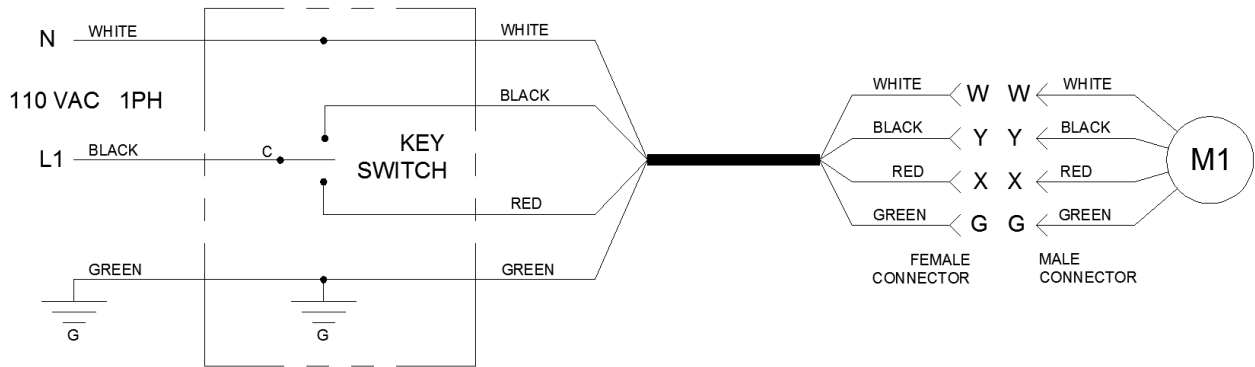 N
WHITE
WHITE
110 VAC 1PH
BLACK
L1
BLACK
C
KEY
SWITCH
RED
GREEN
GREEN
G
G
WHITE
W
W
WHITE
BLACK
Y
Y
BLACK
RED
X
X
RED
GREEN
G
G
GREEN
M1
FEMALE
CONNECTOR
MALE
CONNECTOR